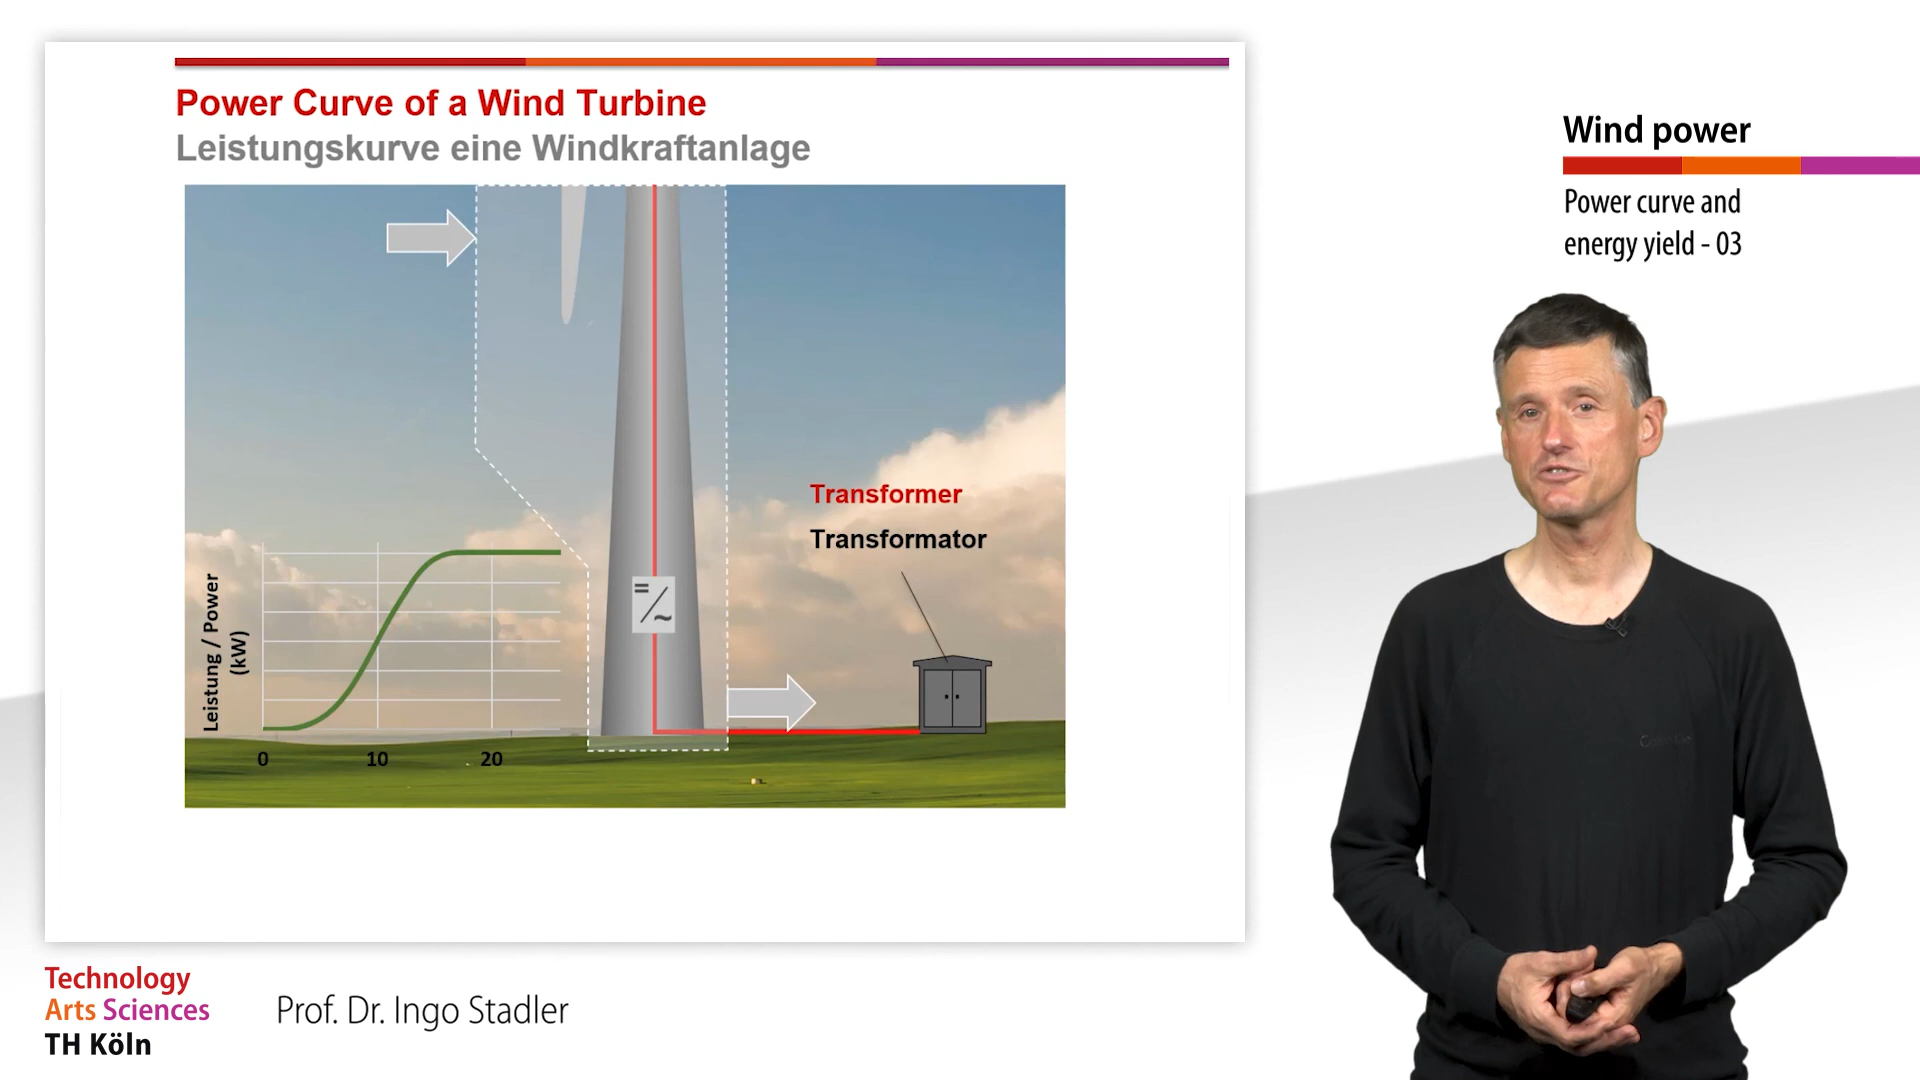 Power Curve of a Wind Turbine
Leistungskurve eine Windkraftanlage
Transformer
Transformator
Leistung / Power
(kW)
0 10 20
Wind power
Power curve and
energy yield - 03
Technology
Arts Sciences
TH Köln
Prof. Dr. Ingo Stadler